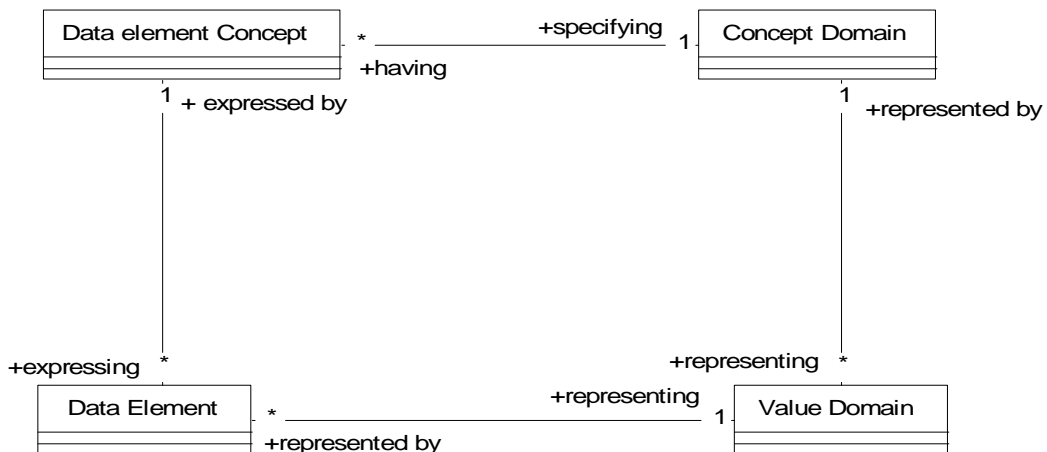 Data element Concept
*
+specifying
1
Concept Domain
+having
1
+ expressed by
1
+represented by
+expressing
*
+representing
*
Data Element
*
+representing
1
Value Domain
+represented by